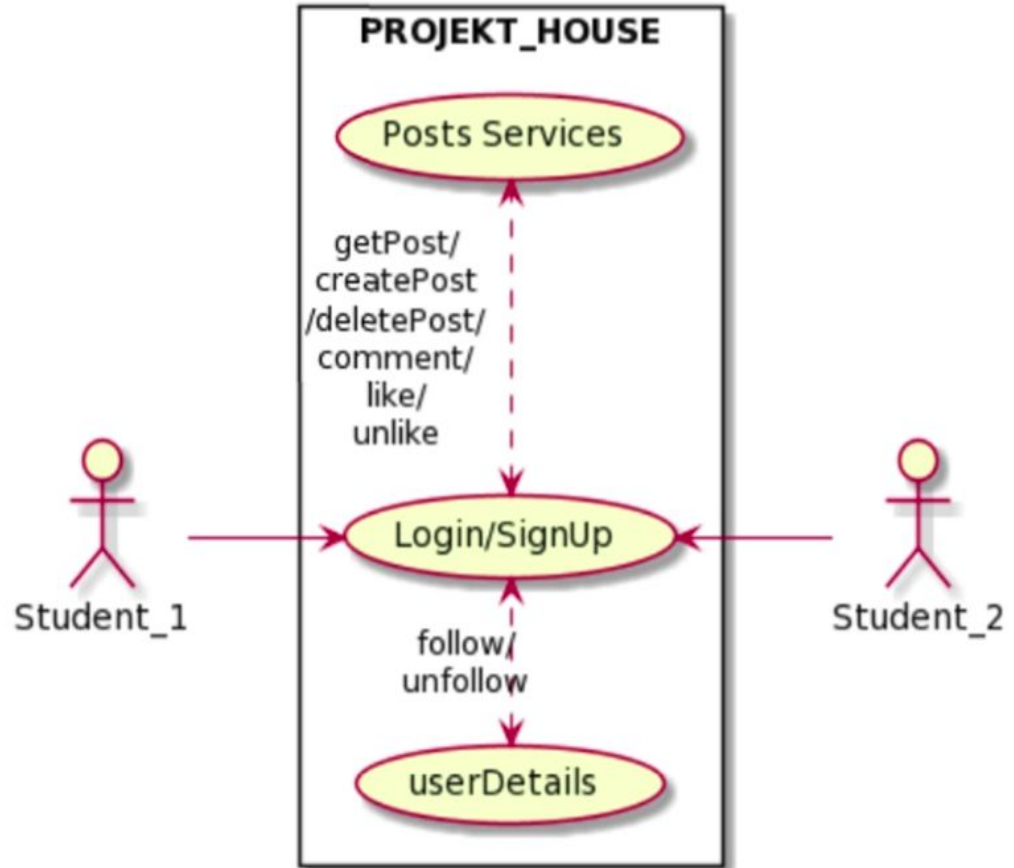 PROJEKT_HOUSE
Posts Services
getPost/
createPost
/deletePost/
comment/
like/
unlike
Login/SignUp
Student_1
Student_2
follow/
unfollow
userDetails